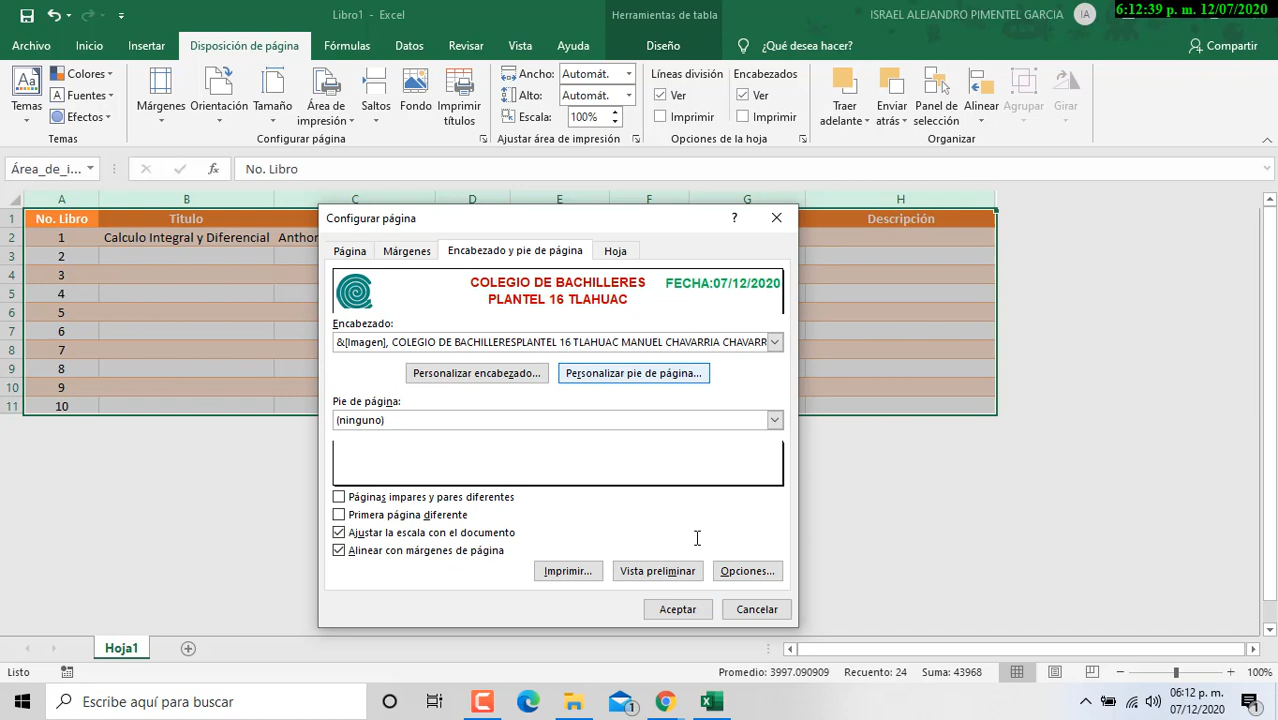 Libro1 - Excel
Herramientas de tabla
ISRAEL ALEJANDRO PIMENTEL GARCIA
IA
6:12:39 p. m. 12/07/2020
Archivo
Inicio
Insertar
Disposición de página
Fórmulas
Datos
Revisar
Vista
Ayuda
Diseño
¿Qué desea hacer?
Compartir
Aa
Temas
Colores
Fuentes
Efectos
Temas
Márgenes
Orientación
Tamaño
Área de impresión
Saltos
Fondo
Imprimir títulos
Configurar página
Ancho: Automát.
Alto: Automát.
Escala: 100%
Ajustar área de impresión
Líneas división
Ver
Imprimir
Encabezados
Ver
Imprimir
Opciones de la hoja
Traer adelante
Enviar atrás
Panel de selección
Alinear
Agrupar
Girar
Organizar
Área_de_i...
fx
No. Libro
A B C D E F G H
1 No. Libro Titulo Descripción
2 1 Calculo Integral y Diferencial Anthon
3 2
4 3
5 4
6 5
7 6
8 7
9 8
10 9
11 10
Configurar página
?
Página
Márgenes
Encabezado y pie de página
Hoja
COLEGIO DE BACHILLERES
PLANTEL 16 TLAHUAC
FECHA:07/12/2020
Encabezado:
&[Imagen], COLEGIO DE BACHILLERESPLANTEL 16 TLAHUAC MANUEL CHAVARRIA CHAVARR
Personalizar encabezado...
Personalizar pie de página...
Pie de página:
(ninguno)
Páginas impares y pares diferentes
Primera página diferente
Ajustar la escala con el documento
Alinear con márgenes de página
Imprimir...
Vista preliminar
Opciones...
Aceptar
Cancelar
Hoja1
Listo
Promedio: 3997.090909
Recuento: 24
Suma: 43968
100%
Escribe aquí para buscar
1
06:12 p. m.
07/12/2020
1